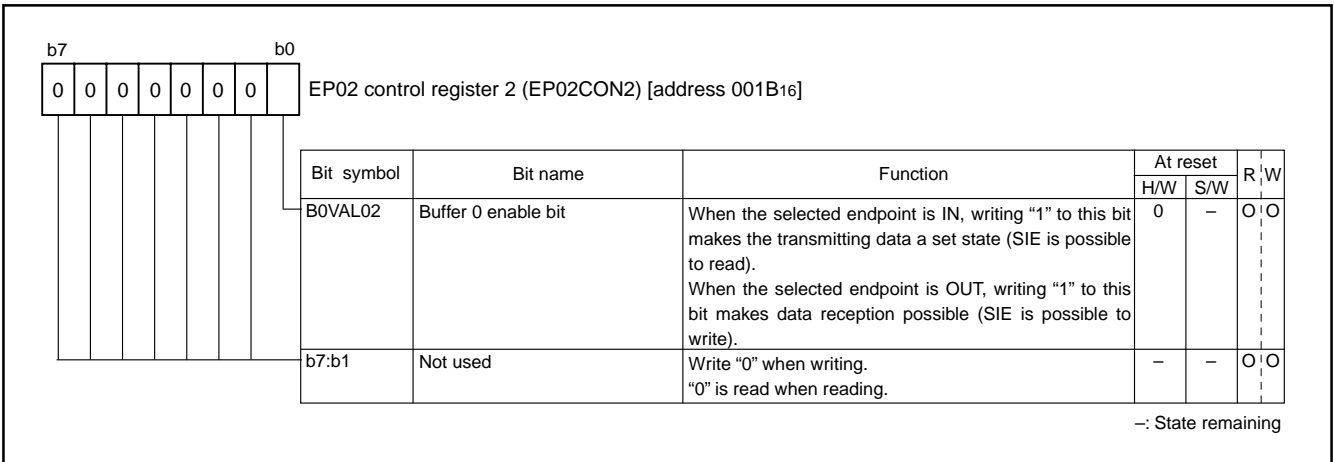 b7 b0
0 0 0 0 0 0 0
EP02 control register 2 (EP02CON2) [address 001B16]
Bit symbol Bit name Function At reset R W
H/W S/W
B0VAL02 Buffer 0 enable bit When the selected endpoint is IN, writing “1” to this bit 0 – O O
makes the transmitting data a set state (SIE is possible
to read).
When the selected endpoint is OUT, writing “1” to this
bit makes data reception possible (SIE is possible to
write).
b7:b1 Not used Write “0” when writing. – – O O
“0” is read when reading.
–: State remaining